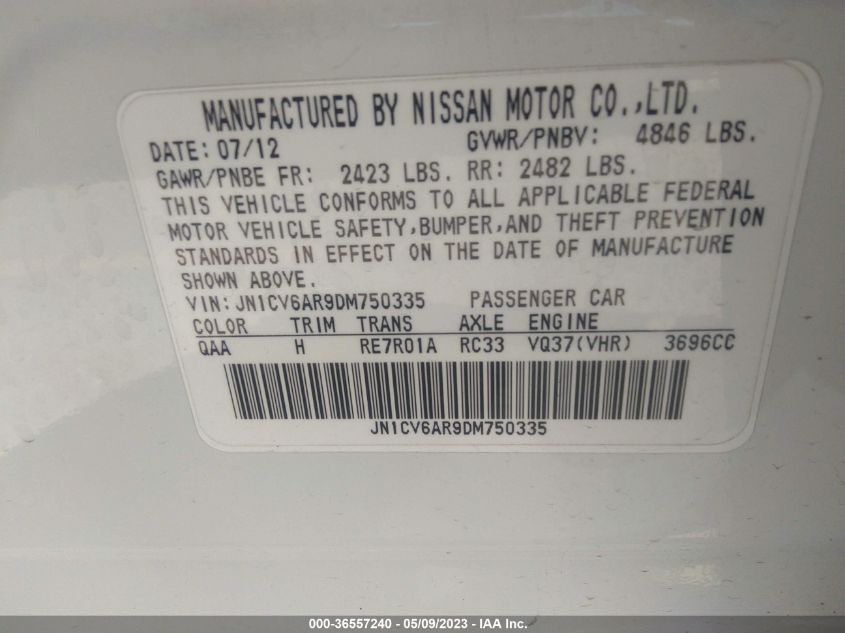 MANUFACTURED BY NISSAN MOTOR CO.,LTD.
DATE: 07/12 GVWR/PNBV: 4846 LBS.
GAWR/PNBE FR: 2423 LBS. RR: 2482 LBS.
THIS VEHICLE CONFORMS TO ALL APPLICABLE FEDERAL
MOTOR VEHICLE SAFETY,BUMPER,AND THEFT PREVENTION
STANDARDS IN EFFECT ON THE DATE OF MANUFACTURE
SHOWN ABOVE.
VIN: JN1CV6AR9DM750335 PASSENGER CAR
COLOR TRIM TRANS AXLE ENGINE
QAA H RE7R01A RC33 VQ37(VHR) 3696CC
JN1CV6AR9DM750335
000-36557240 - 05/09/2023 - IAA Inc.